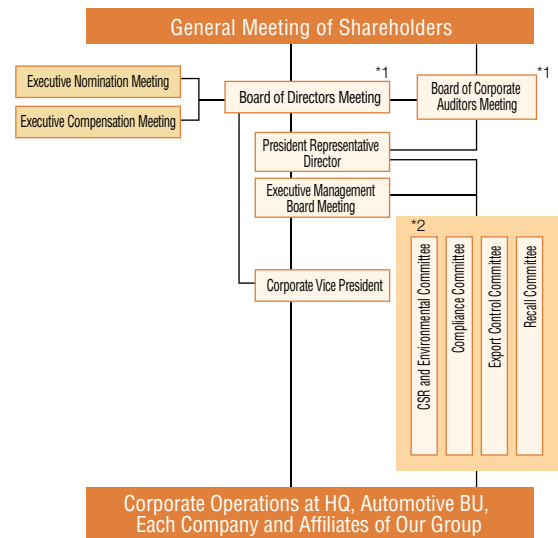 General Meeting of Shareholders
*1
*1
Executive Nomination Meeting
Executive Compensation Meeting
Board of Directors Meeting
Board of Corporate
Auditors Meeting
President Representative
Director
Executive Management
Board Meeting
*2
CSR and Environmental Committee
Compliance Committee
Export Control Committee
Recall Committee
Corporate Vice President
Corporate Operations at HQ, Automotive BU,
Each Company and Affiliates of Our Group